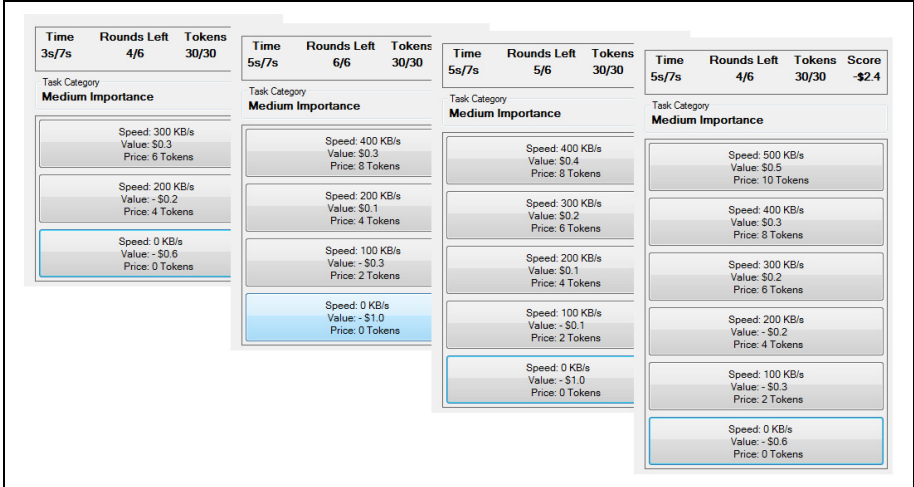 Time Rounds Left Tokens
3s/7s 4/6 30/30
Task Category
Medium Importance
Speed: 300 KB/s
Value: $0.3
Price: 6 Tokens
Speed: 200 KB/s
Value: - $0.2
Price: 4 Tokens
Speed: 0 KB/s
Value: - $0.6
Price: 0 Tokens
Time Rounds Left Tokens
5s/7s 6/6 30/30
Task Category
Medium Importance
Speed: 400 KB/s
Value: $0.3
Price: 8 Tokens
Speed: 200 KB/s
Value: $0.1
Price: 4 Tokens
Speed: 100 KB/s
Value: - $0.3
Price: 2 Tokens
Speed: 0 KB/s
Value: - $1.0
Price: 0 Tokens
Time Rounds Left Tokens
5s/7s 5/6 30/30
Task Category
Medium Importance
Speed: 400 KB/s
Value: $0.4
Price: 8 Tokens
Speed: 300 KB/s
Value: $0.2
Price: 6 Tokens
Speed: 200 KB/s
Value: $0.1
Price: 4 Tokens
Speed: 100 KB/s
Value: - $0.1
Price: 2 Tokens
Speed: 0 KB/s
Value: - $1.0
Price: 0 Tokens
Time Rounds Left Tokens Score
5s/7s 4/6 30/30 -$2.4
Task Category
Medium Importance
Speed: 500 KB/s
Value: $0.5
Price: 10 Tokens
Speed: 400 KB/s
Value: $0.3
Price: 8 Tokens
Speed: 300 KB/s
Value: $0.2
Price: 6 Tokens
Speed: 200 KB/s
Value: - $0.2
Price: 4 Tokens
Speed: 100 KB/s
Value: - $0.3
Price: 2 Tokens
Speed: 0 KB/s
Value: - $0.6
Price: 0 Tokens